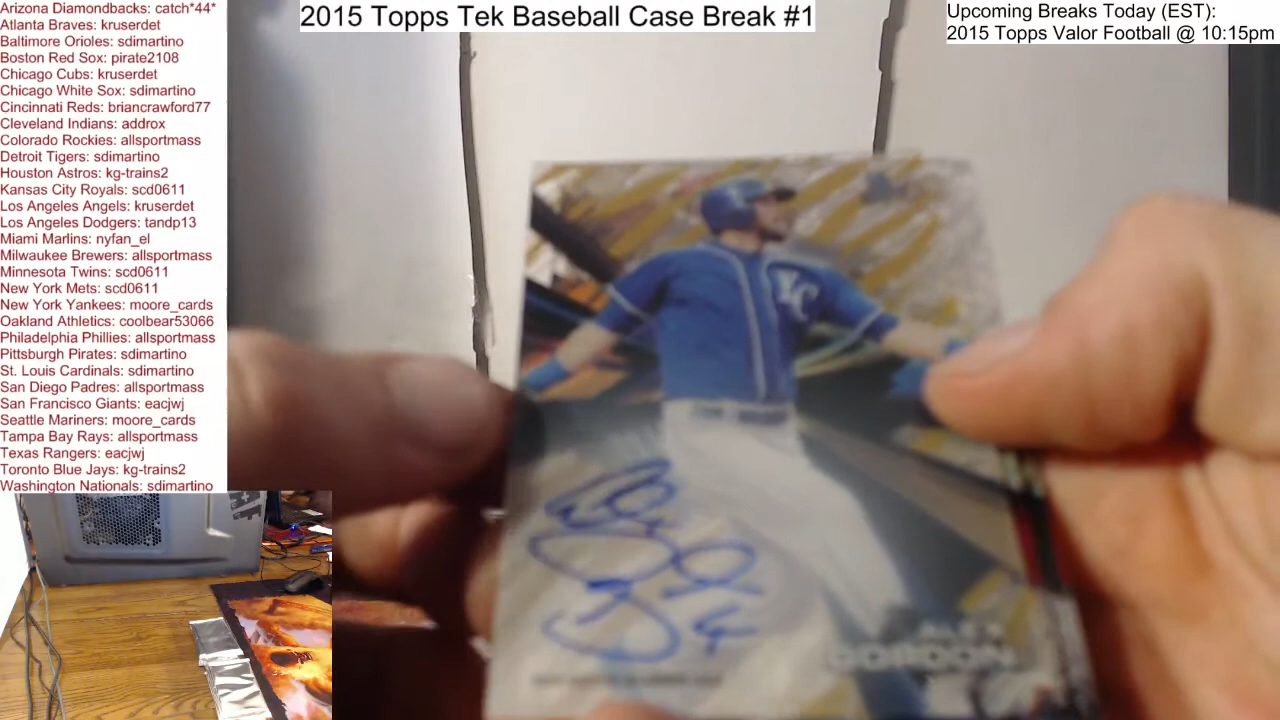 Arizona Diamondbacks: catch*44*
Atlanta Braves: kruserdet
Baltimore Orioles: sdimartino
Boston Red Sox: pirate2108
Chicago Cubs: kruserdet
Chicago White Sox: sdimartino
Cincinnati Reds: briancrawford77
Cleveland Indians: addrox
Colorado Rockies: allsportmass
Detroit Tigers: sdimartino
Houston Astros: kg-trains2
Kansas City Royals: scd0611
Los Angeles Angels: kruserdet
Los Angeles Dodgers: tandp13
Miami Marlins: nyfan_el
Milwaukee Brewers: allsportmass
Minnesota Twins: scd0611
New York Mets: scd0611
New York Yankees: moore_cards
Oakland Athletics: coolbear53066
Philadelphia Phillies: allsportmass
Pittsburgh Pirates: sdimartino
St. Louis Cardinals: sdimartino
San Diego Padres: allsportmass
San Francisco Giants: eacjwj
Seattle Mariners: moore_cards
Tampa Bay Rays: allsportmass
Texas Rangers: eacjwj
Toronto Blue Jays: kg-trains2
Washington Nationals: sdimartino
2015 Topps Tek Baseball Case Break #1
Upcoming Breaks Today (EST):
2015 Topps Valor Football @ 10:15pm
KC
ALEX
GORDON